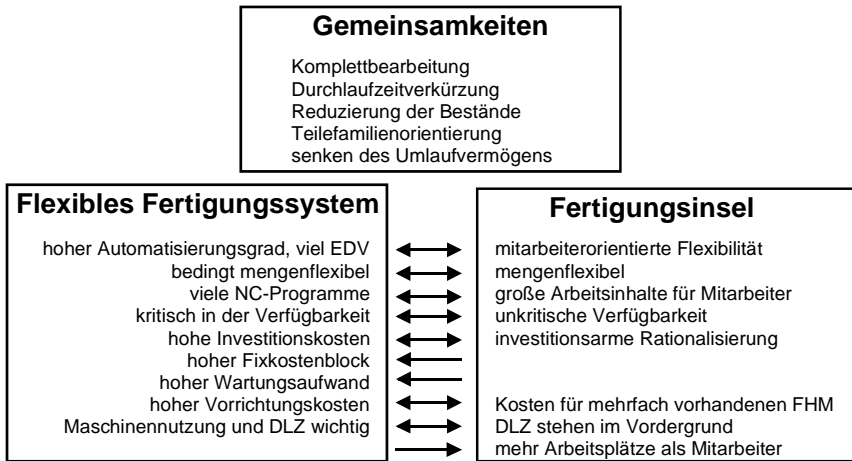 Gemeinsamkeiten
Komplettbearbeitung
Durchlaufzeitverkürzung
Reduzierung der Bestände
Teilefamilienorientierung
senken des Umlaufvermögens
Flexibles Fertigungssystem
hoher Automatisierungsgrad, viel EDV
bedingt mengenflexibel
viele NC-Programme
kritisch in der Verfügbarkeit
hohe Investitionskosten
hoher Fixkostenblock
hoher Wartungsaufwand
hoher Vorrichtungskosten
Maschinennutzung und DLZ wichtig
Fertigungsinsel
mitarbeiterorientierte Flexibilität
mengenflexibel
große Arbeitsinhalte für Mitarbeiter
unkritische Verfügbarkeit
investitionsarme Rationalisierung
Kosten für mehrfach vorhandenen FHM
DLZ stehen im Vordergrund
mehr Arbeitsplätze als Mitarbeiter